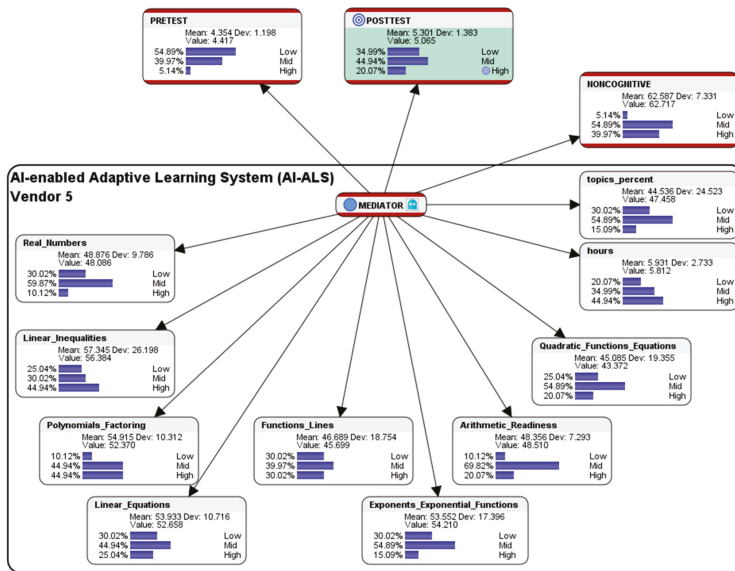 PRETEST
Mean: 4.354 Dev: 1.198
Value: 4.417
54.89% Low
39.97% Mid
5.14% High
POSTTEST
Mean: 5.301 Dev: 1.383
Value: 5.065
34.99% Low
44.94% Mid
20.07% High
NONCOGNITIVE
Mean: 62.587 Dev: 7.331
Value: 62.717
5.14% Low
54.89% Mid
39.97% High
AI-enabled Adaptive Learning System (AI-ALS)
Vendor 5
MEDIATOR
topics_percent
Mean: 44.536 Dev: 24.523
Value: 47.458
30.02% Low
54.89% Mid
15.09% High
Real_Numbers
Mean: 48.876 Dev: 9.786
Value: 48.086
30.02% Low
59.87% Mid
10.12% High
hours
Mean: 5.931 Dev: 2.733
Value: 5.812
20.07% Low
34.99% Mid
44.94% High
Linear_Inequalities
Mean: 57.345 Dev: 26.198
Value: 56.384
25.04% Low
30.02% Mid
44.94% High
Quadratic_Functions_Equations
Mean: 45.085 Dev: 19.355
Value: 43.372
25.04% Low
54.89% Mid
20.07% High
Polynomials_Factoring
Mean: 54.915 Dev: 10.312
Value: 52.370
10.12% Low
44.94% Mid
44.94% High
Functions_Lines
Mean: 46.689 Dev: 18.754
Value: 45.699
30.02% Low
39.97% Mid
30.02% High
Arithmetic_Readiness
Mean: 48.356 Dev: 7.293
Value: 48.510
10.12% Low
69.82% Mid
20.07% High
Linear_Equations
Mean: 53.933 Dev: 10.716
Value: 52.658
30.02% Low
44.94% Mid
25.04% High
Exponents_Exponential_Functions
Mean: 53.552 Dev: 17.396
Value: 54.210
30.02% Low
54.89% Mid
15.09% High